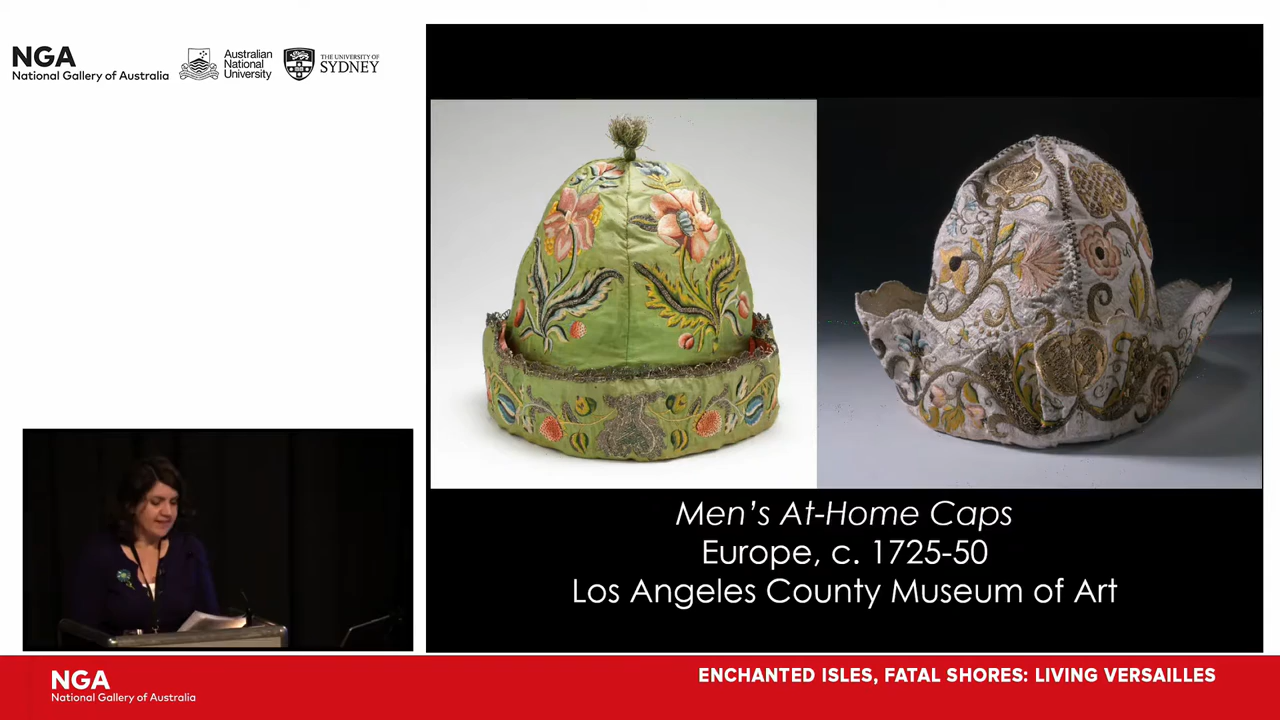 NGA
National Gallery of Australia
Australian
National
University
THE UNIVERSITY OF
SYDNEY
Men's At-Home Caps
Europe, c. 1725-50
Los Angeles County Museum of Art
NGA
National Gallery of Australia
ENCHANTED ISLES, FATAL SHORES: LIVING VERSAILLES